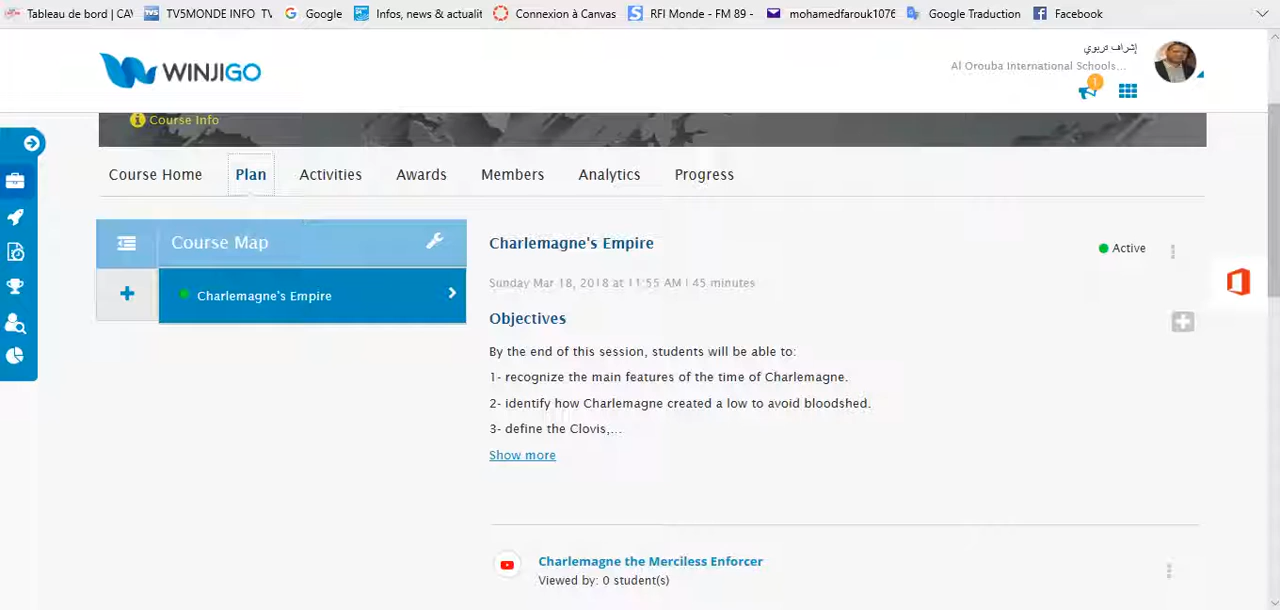 Tableau de bord | CAV TV5MONDE INFO TV Google Infos, news & actualit Connexion à Canvas RFI Monde - FM 89 - mohamedfarouk1076 Google Traduction Facebook
WINJIGO
إشراف تربوي
Al Orouba International Schools...
1
Course Info
Course Home Plan Activities Awards Members Analytics Progress
Course Map
Charlemagne's Empire
Charlemagne's Empire
Active
Sunday Mar 18, 2018 at 11:55 AM | 45 minutes
Objectives
By the end of this session, students will be able to:
1- recognize the main features of the time of Charlemagne.
2- identify how Charlemagne created a low to avoid bloodshed.
3- define the Clovis,...
Show more
Charlemagne the Merciless Enforcer
Viewed by: 0 student(s)